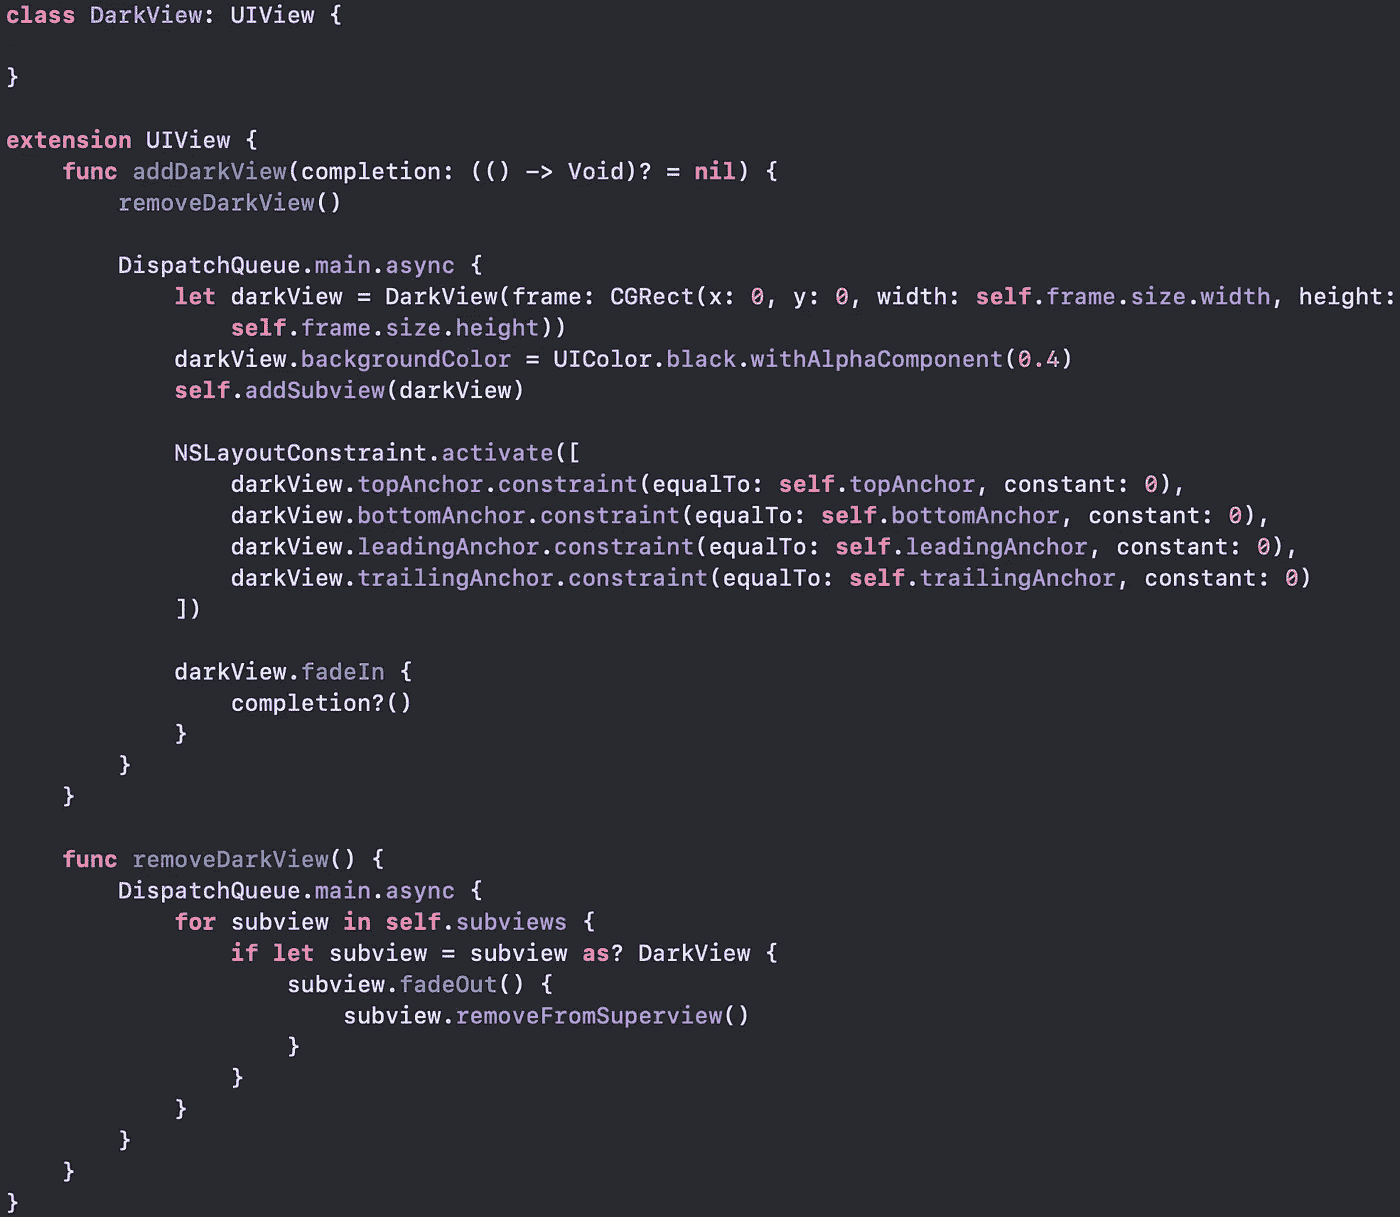 class DarkView: UIView {

}

extension UIView {
    func addDarkView(completion: (() -> Void)? = nil) {
        removeDarkView()

        DispatchQueue.main.async {
            let darkView = DarkView(frame: CGRect(x: 0, y: 0, width: self.frame.size.width, height:
                self.frame.size.height))
            darkView.backgroundColor = UIColor.black.withAlphaComponent(0.4)
            self.addSubview(darkView)

            NSLayoutConstraint.activate([
                darkView.topAnchor.constraint(equalTo: self.topAnchor, constant: 0),
                darkView.bottomAnchor.constraint(equalTo: self.bottomAnchor, constant: 0),
                darkView.leadingAnchor.constraint(equalTo: self.leadingAnchor, constant: 0),
                darkView.trailingAnchor.constraint(equalTo: self.trailingAnchor, constant: 0)
            ])

            darkView.fadeIn {
                completion?()
            }
        }
    }

    func removeDarkView() {
        DispatchQueue.main.async {
            for subview in self.subviews {
                if let subview = subview as? DarkView {
                    subview.fadeOut() {
                        subview.removeFromSuperview()
                    }
                }
            }
        }
    }
}